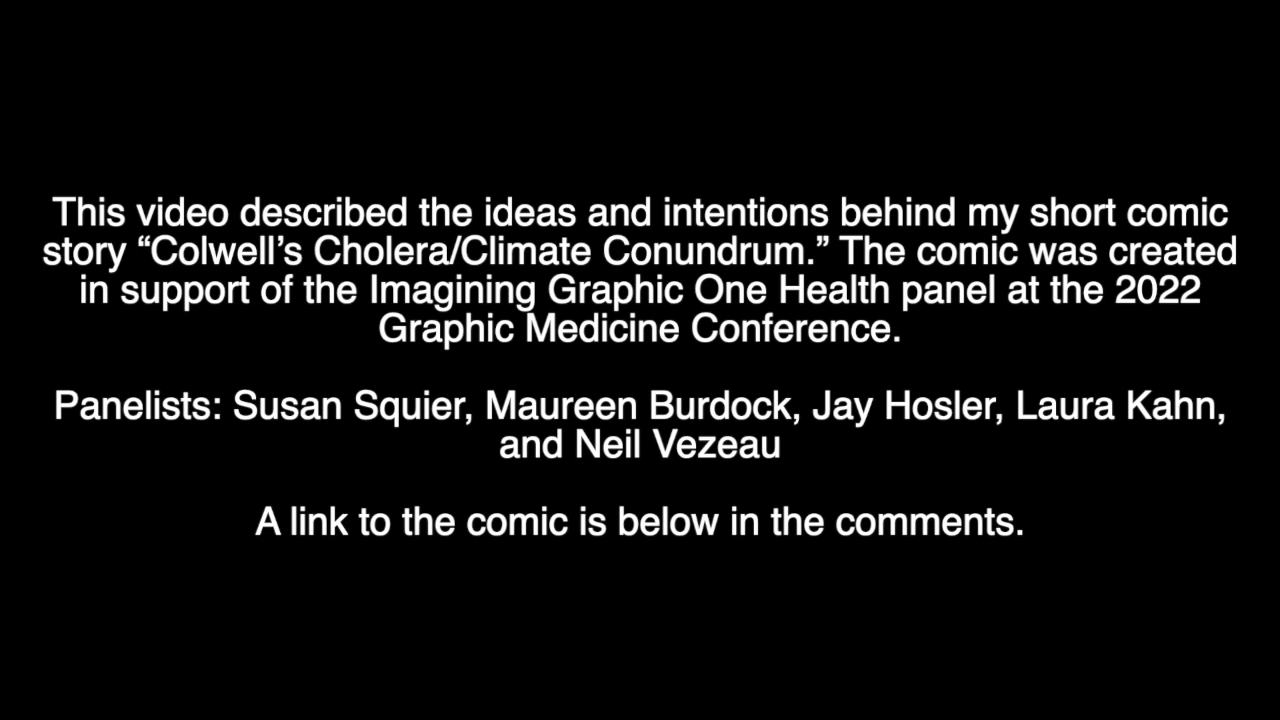 This video described the ideas and intentions behind my short comic
story “Colwell’s Cholera/Climate Conundrum.” The comic was created
in support of the Imagining Graphic One Health panel at the 2022
Graphic Medicine Conference.
Panelists: Susan Squier, Maureen Burdock, Jay Hosler, Laura Kahn,
and Neil Vezeau
A link to the comic is below in the comments.